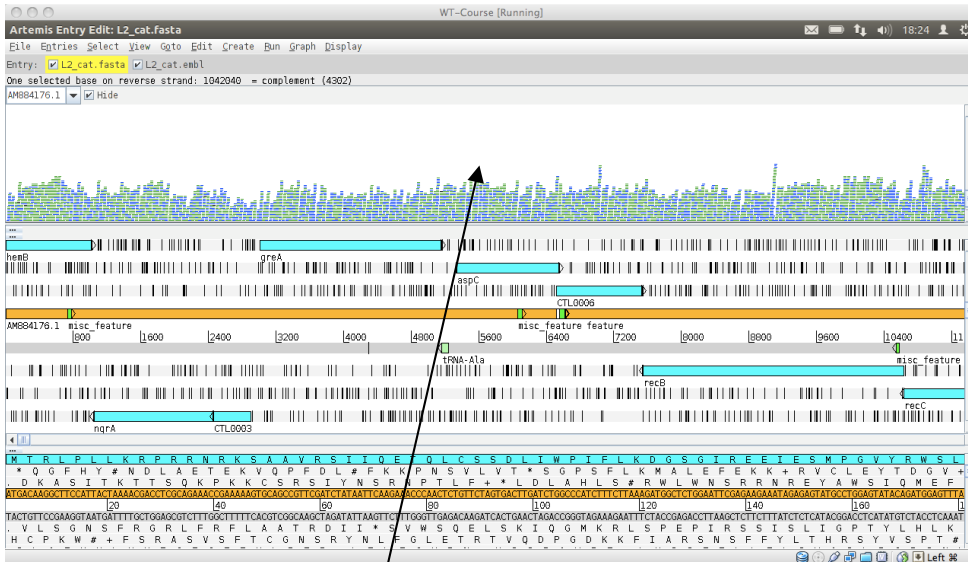 WT-Course [Running]
Artemis Entry Edit: L2_cat.fasta
18:24
File Entries Select View Goto Edit Create Run Graph Display
Entry: L2_cat.fasta L2_cat.embl
One selected base on reverse strand: 1042040 = complement (4302)
AM884176.1 Hide
hemB greA
aspC
CTL0006
AM884176.1 misc_feature misc_feature feature
800 1600 2400 3200 4000 4800 5600 6400 7200 8000 8800 9600 10400 11
tRNA-Ala misc_feature
recB
recC
nqrA CTL0003
M T R L P L L K R P R R N R K S A A V R S I I Q E T Q L C S S D L I W P I F L K D G S G I R E E I E S M P G V Y R W S L
* Q G F H Y # N D L A E T E K V Q P F D L # F K K P N S V L V T * S G P S F L K M A L E F E K K + R V C L E Y T D G V +
20 40 60 80 100 120 140 160
Left ⌘